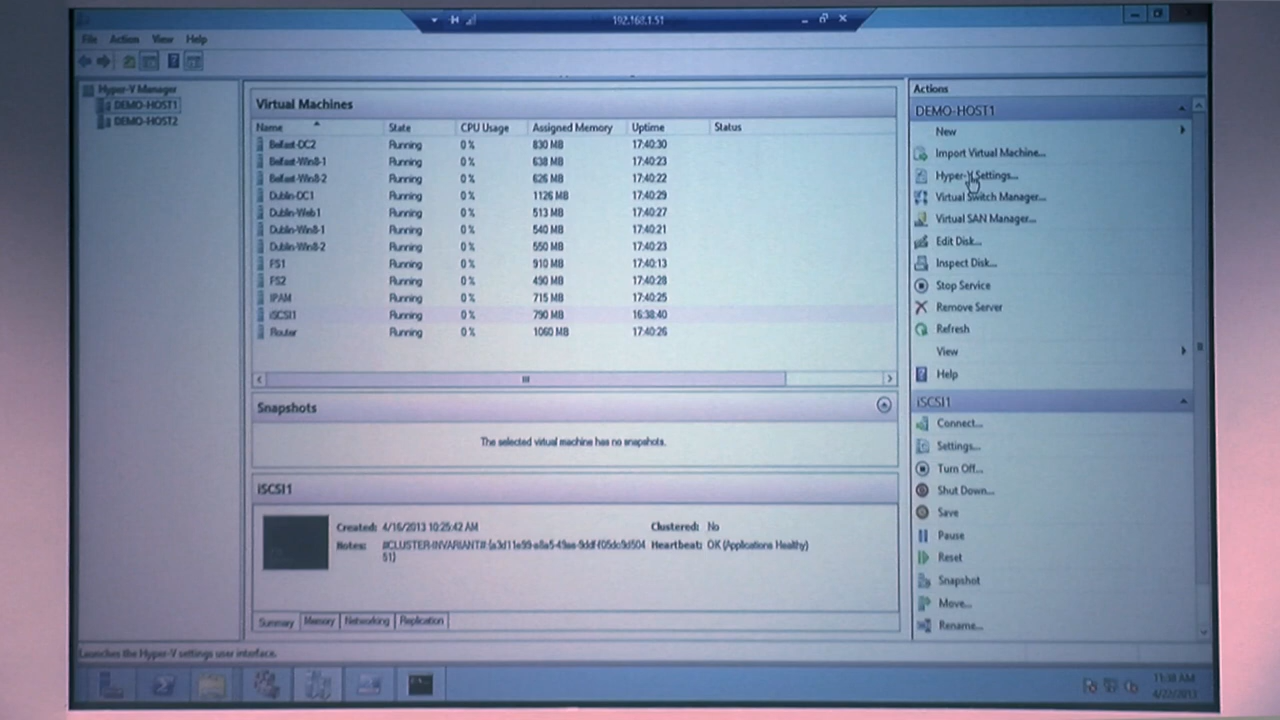 192.168.1.51
File Action View Help
Hyper-V Manager
DEMO-HOST1
DEMO-HOST2
Virtual Machines
Name State CPU Usage Assigned Memory Uptime Status
Belfast-DC2 Running 0 % 830 MB 17:40:30
Belfast-Win8-1 Running 0 % 638 MB 17:40:23
Belfast-Win8-2 Running 0 % 626 MB 17:40:22
Dublin-DC1 Running 0 % 1126 MB 17:40:29
Dublin-Web1 Running 0 % 513 MB 17:40:27
Dublin-Win8-1 Running 0 % 540 MB 17:40:21
Dublin-Win8-2 Running 0 % 550 MB 17:40:23
FS1 Running 0 % 910 MB 17:40:13
FS2 Running 0 % 490 MB 17:40:28
IPAM Running 0 % 715 MB 17:40:25
iSCSI1 Running 0 % 790 MB 16:38:40
Router Running 0 % 1060 MB 17:40:26
Snapshots
The selected virtual machine has no snapshots.
iSCSI1
Created: 4/16/2013 10:25:42 AM Clustered: No
Notes: Heartbeat: OK (Applications Healthy)
51}
Summary Memory Networking Replication
Actions
DEMO-HOST1
New
Import Virtual Machine...
Hyper-V Settings...
Virtual Switch Manager...
Virtual SAN Manager...
Edit Disk...
Inspect Disk...
Stop Service
Remove Server
Refresh
View
Help
iSCSI1
Connect...
Settings...
Turn Off...
Shut Down...
Save
Pause
Reset
Snapshot
Move...
Rename...
Launches the Hyper-V settings user interface.
11:38 AM
4/22/2013